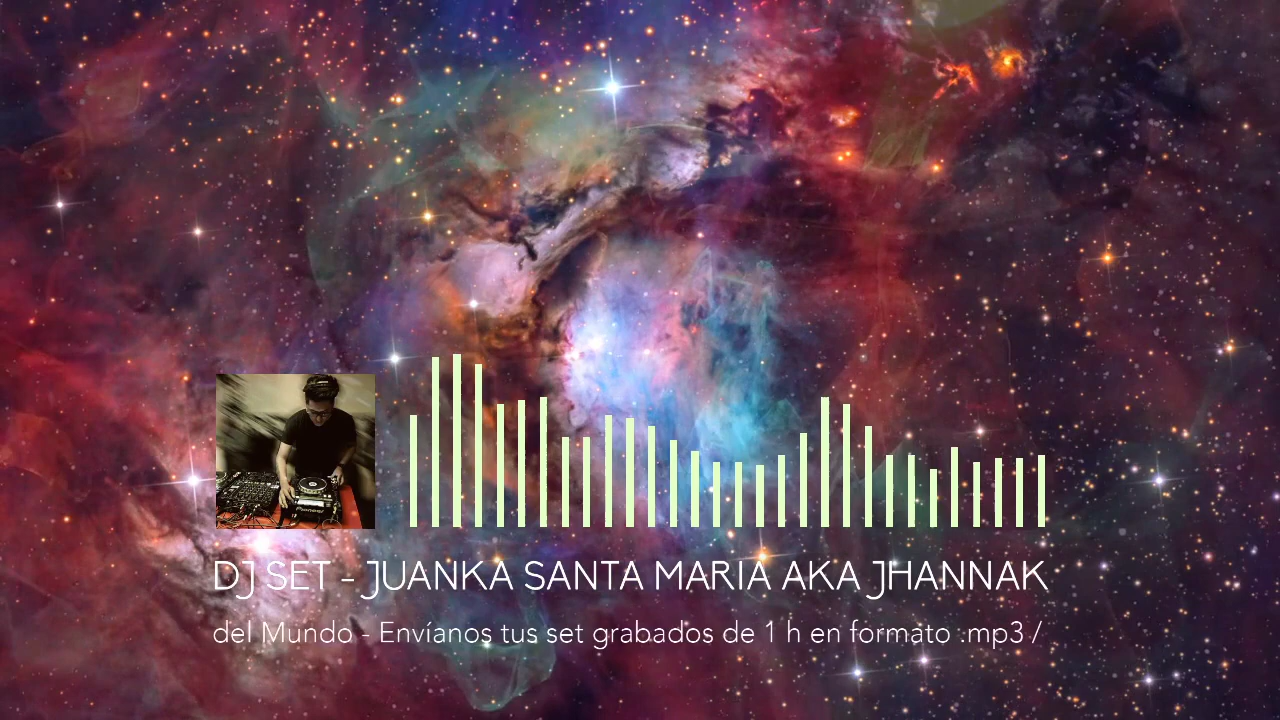 DJ SET - JUANKA SANTA MARIA AKA JHANNAK
del Mundo - Envíanos tus set grabados de 1 h en formato .mp3 /